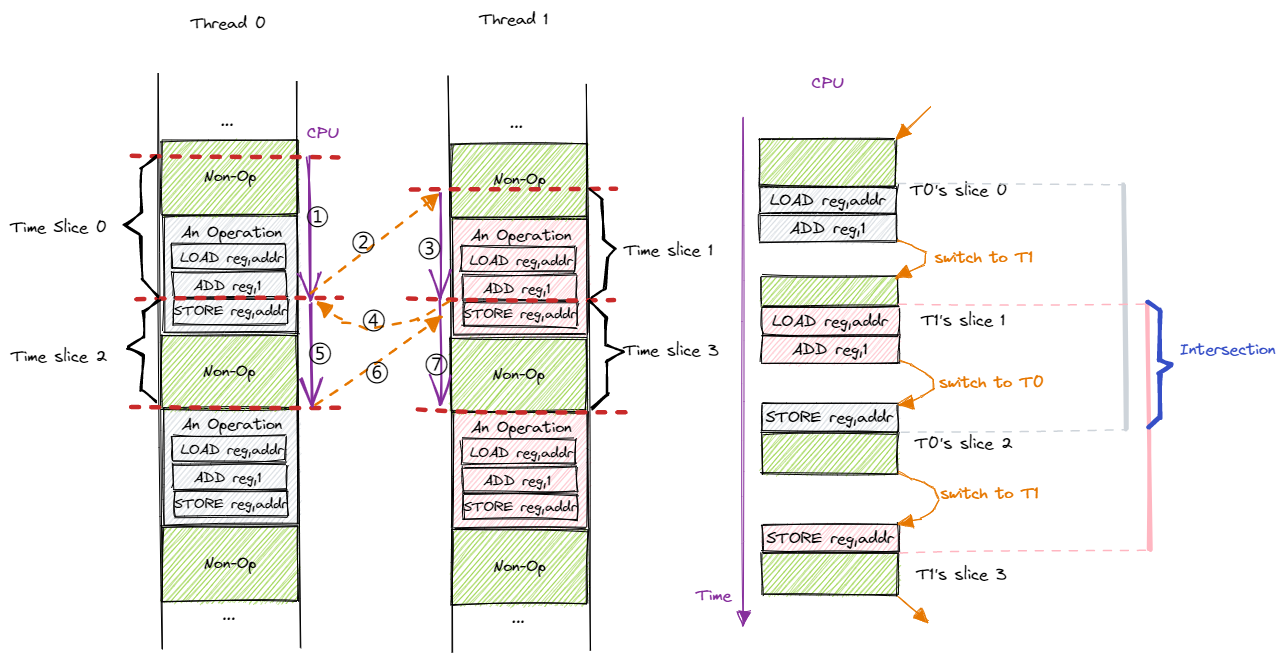 Thread 0
Thread 1
CPU
...
...
CPU
Non-Op
Non-Op
Time Slice 0
①
An Operation
LOAD reg,addr
ADD reg,1
STORE reg,addr
②
③
An Operation
LOAD reg,addr
ADD reg,1
STORE reg,addr
Time slice 1
④
Time slice 2
⑤
Non-Op
⑥
⑦
Non-Op
Time slice 3
An Operation
LOAD reg,addr
ADD reg,1
STORE reg,addr
An Operation
LOAD reg,addr
ADD reg,1
STORE reg,addr
Non-Op
Non-Op
...
...
T0's slice 0
LOAD reg,addr
ADD reg,1
switch to T1
LOAD reg,addr
T1's slice 1
ADD reg,1
Intersection
switch to T0
STORE reg,addr
T0's slice 2
switch to T1
STORE reg,addr
T1's slice 3
Time